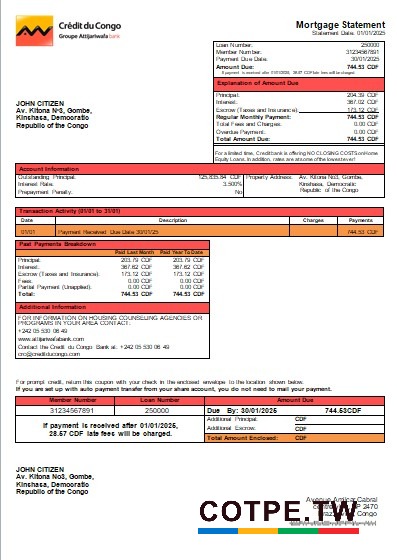 Crédit du Congo
Groupe Attijariwafa bank
Mortgage Statement
Statement Date: 01/01/2025
Loan Number: 250000
Member Number: 31234567891
Payment Due Date: 30/01/2025
Amount Due: 744.53 CDF
If payment is received after
late fees will be charged.
Explanation of Amount Due
Principal: 204.39 CDF
Interest: 367.02 CDF
Escrow (Taxes and Insurance): 173.12 CDF
Regular Monthly Payment: 744.53 CDF
Total Fees and Charges: 0.00 CDF
Overdue Payment: 0.00 CDF
Total Amount Due: 744.53 CDF
JOHN CITIZEN
Av. Kitona №3, Gombe,
Kinshasa, Democratio
Republic of the Congo
For a limited time, Credit bank is offering NO CLOSING COSTS on Home
Equity Loans. In addition, rates are at some of the lowest ever!
Account Information
Outstanding Principal: 125,835.84 CDF
Interest Rate: 3.500%
Prepayment Penalty: No
Property Address: Av. Kitona No3, Gombe,
Kinshasa, Democratic
Republic of the Congo
Transaction Activity (01/01 to 31/01)
Date Description Charges Payments
01/01 Payment Received Due Date 30/01/25 744.53 CDF
Past Payments Breakdown
Paid Last Month Paid Year To Date
Principal: 203.79 CDF 203.79 CDF
Interest: 367.62 CDF 367.62 CDF
Escrow (Taxes and Insurance): 173.12 CDF 173.12 CDF
Fees: 0.00 CDF 0.00 CDF
Partial Payment (Unapplied): 0.00 CDF 0.00 CDF
Total: 744.53 CDF 744.53 CDF
Additional Information
FOR INFORMATION ON HOUSING COUNSELING AGENCIES OR
PROGRAMS IN YOUR AREA CONTACT:
+242 05 530 06 49
www.attijariwafabank.com
Contact the Credit du Congo Bank at. +242 05 530 06 49
crc@creditducongo.com
For prompt credit, return this coupon with your check in the enclosed envelope to the location shown below.
If you are set up with auto payment transfer from your share account, you do not need to mail your payment.
Member Number Loan Number Amount Due
31234567891 250000 Due By: 30/01/2025 744.53CDF
If payment is received after 01/01/2025,
28.57 CDF late fees will be charged.
Additional Principal: CDF
Additional Escrow: CDF
Total Amount Enclosed: CDF
JOHN CITIZEN
Av. Kitona No3, Gombe,
Kinshasa, Democratio
Republic of the Congo
Avenue Amilcar Cabral
BP 2470
Congo
COTPE.TW